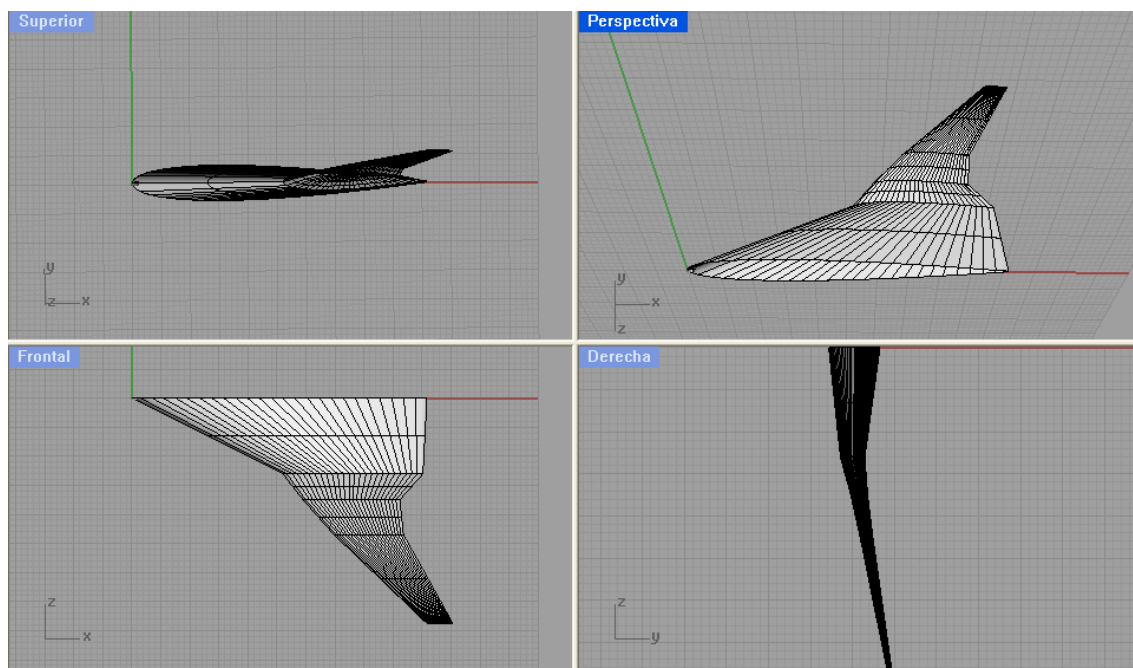 Superior
y
z x
Perspectiva
y
x
z
Frontal
z
x
Derecha
z
y